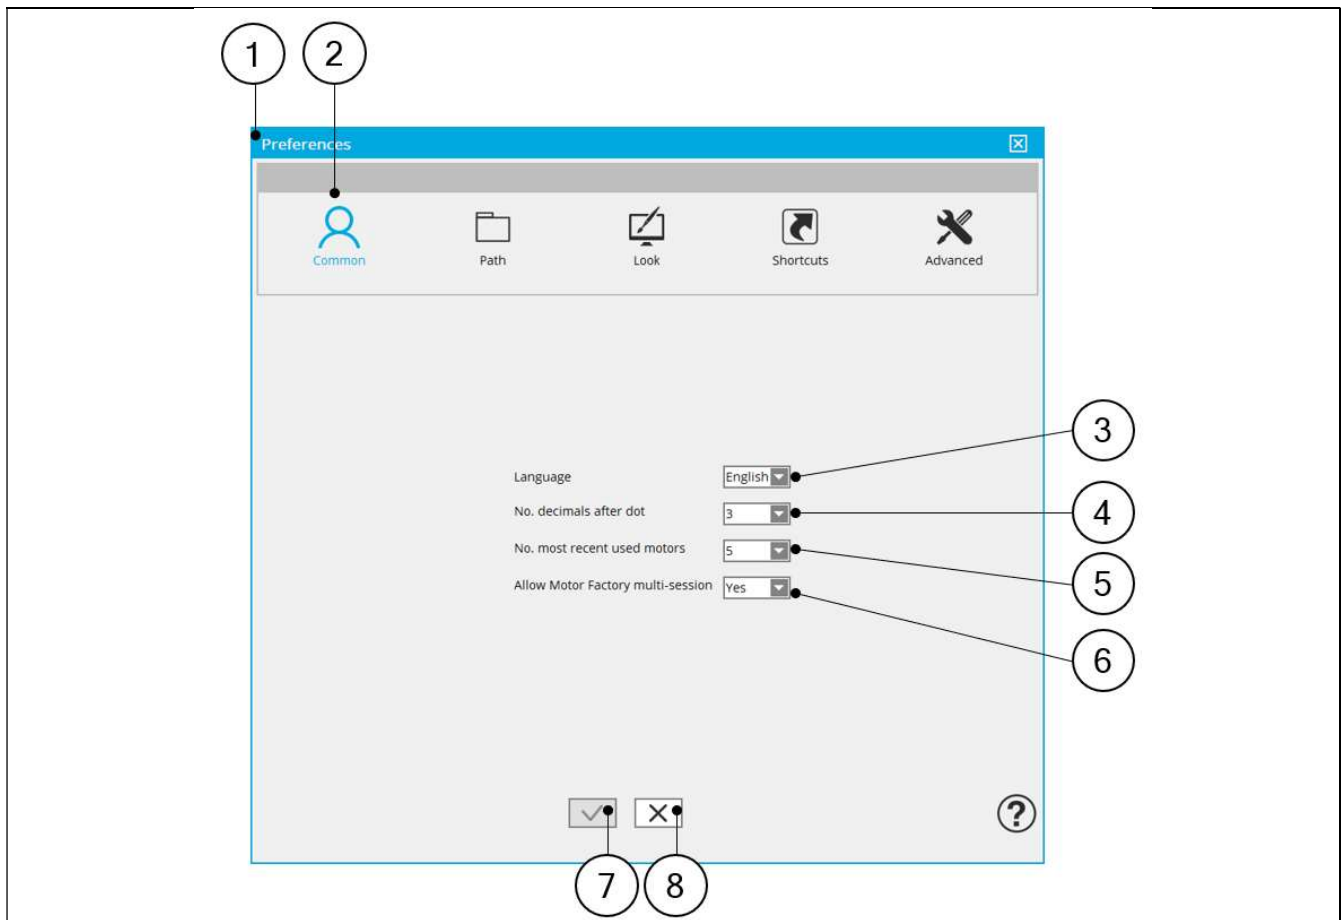 1 2
Preferences
Common Path Look Shortcuts Advanced
3
Language English
No. decimals after dot 3
4
No. most recent used motors 5
5
Allow Motor Factory multi-session Yes
6
?
7 8